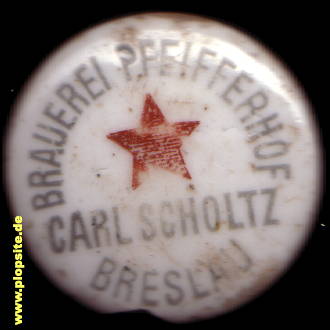 BRAUEREI PFEIFFERHOF
CARL SCHOLTZ
BRESLAU
www.plopsite.de